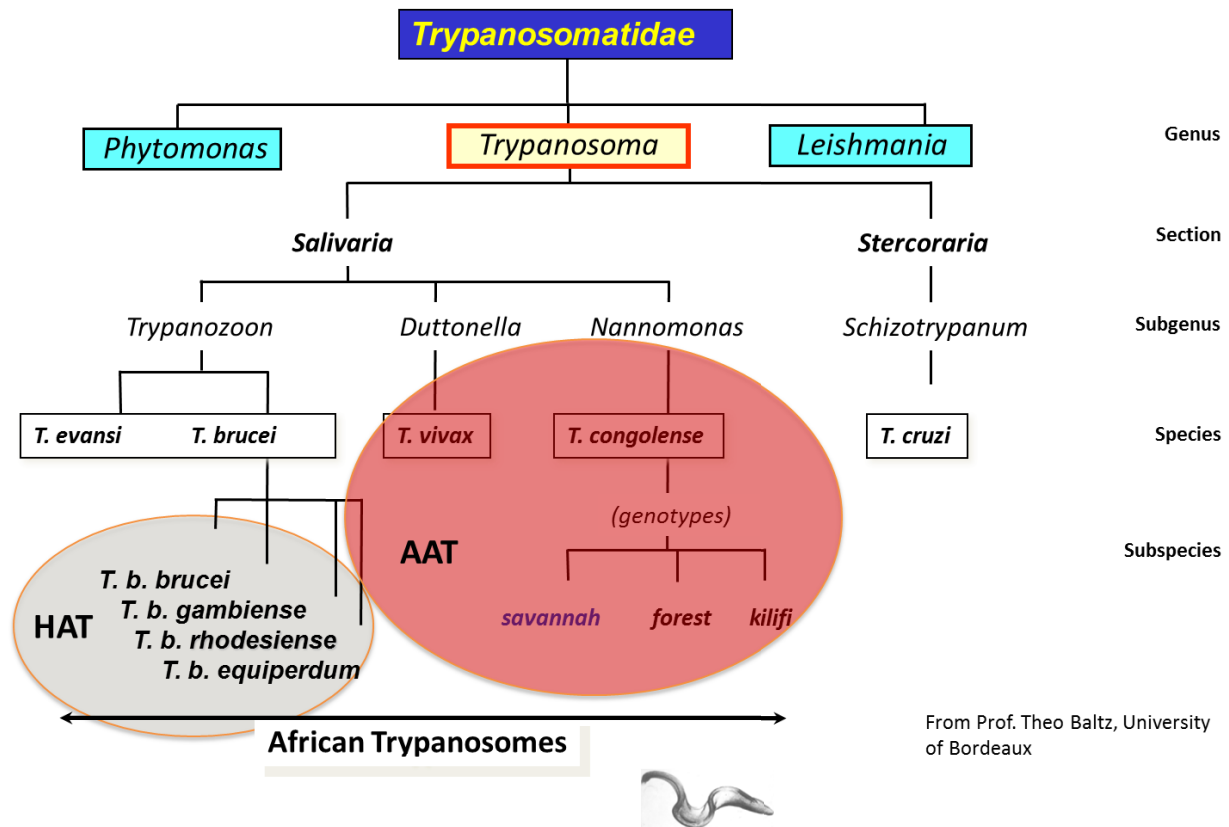 Trypanosomatidae
Phytomonas
Trypanosoma
Leishmania
Genus
Salivaria
Stercoraria
Section
Trypanozoon
Duttonella
Nannomonas
Schizotrypanum
Subgenus
T. evansi
T. brucei
T. vivax
T. congolense
T. cruzi
Species
(genotypes)
AAT
Subspecies
T. b. brucei
T. b. gambiense
HAT
T. b. rhodesiense
T. b. equiperdum
savannah
forest
kilifi
African Trypanosomes
From Prof. Theo Baltz, University
of Bordeaux